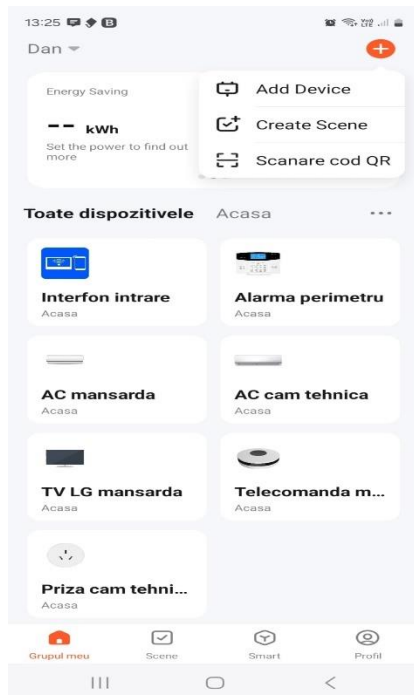 13:25
Dan
Add Device
Create Scene
Scanare cod QR
Energy Saving
-- kWh
Set the power to find out
more
Toate dispozitivele Acasa
Interfon intrare
Acasa
Alarma perimetru
Acasa
AC mansarda
Acasa
AC cam tehnica
Acasa
TV LG mansarda
Acasa
Telecomanda m...
Acasa
Priza cam tehni...
Acasa
Grupul meu Scene Smart Profil